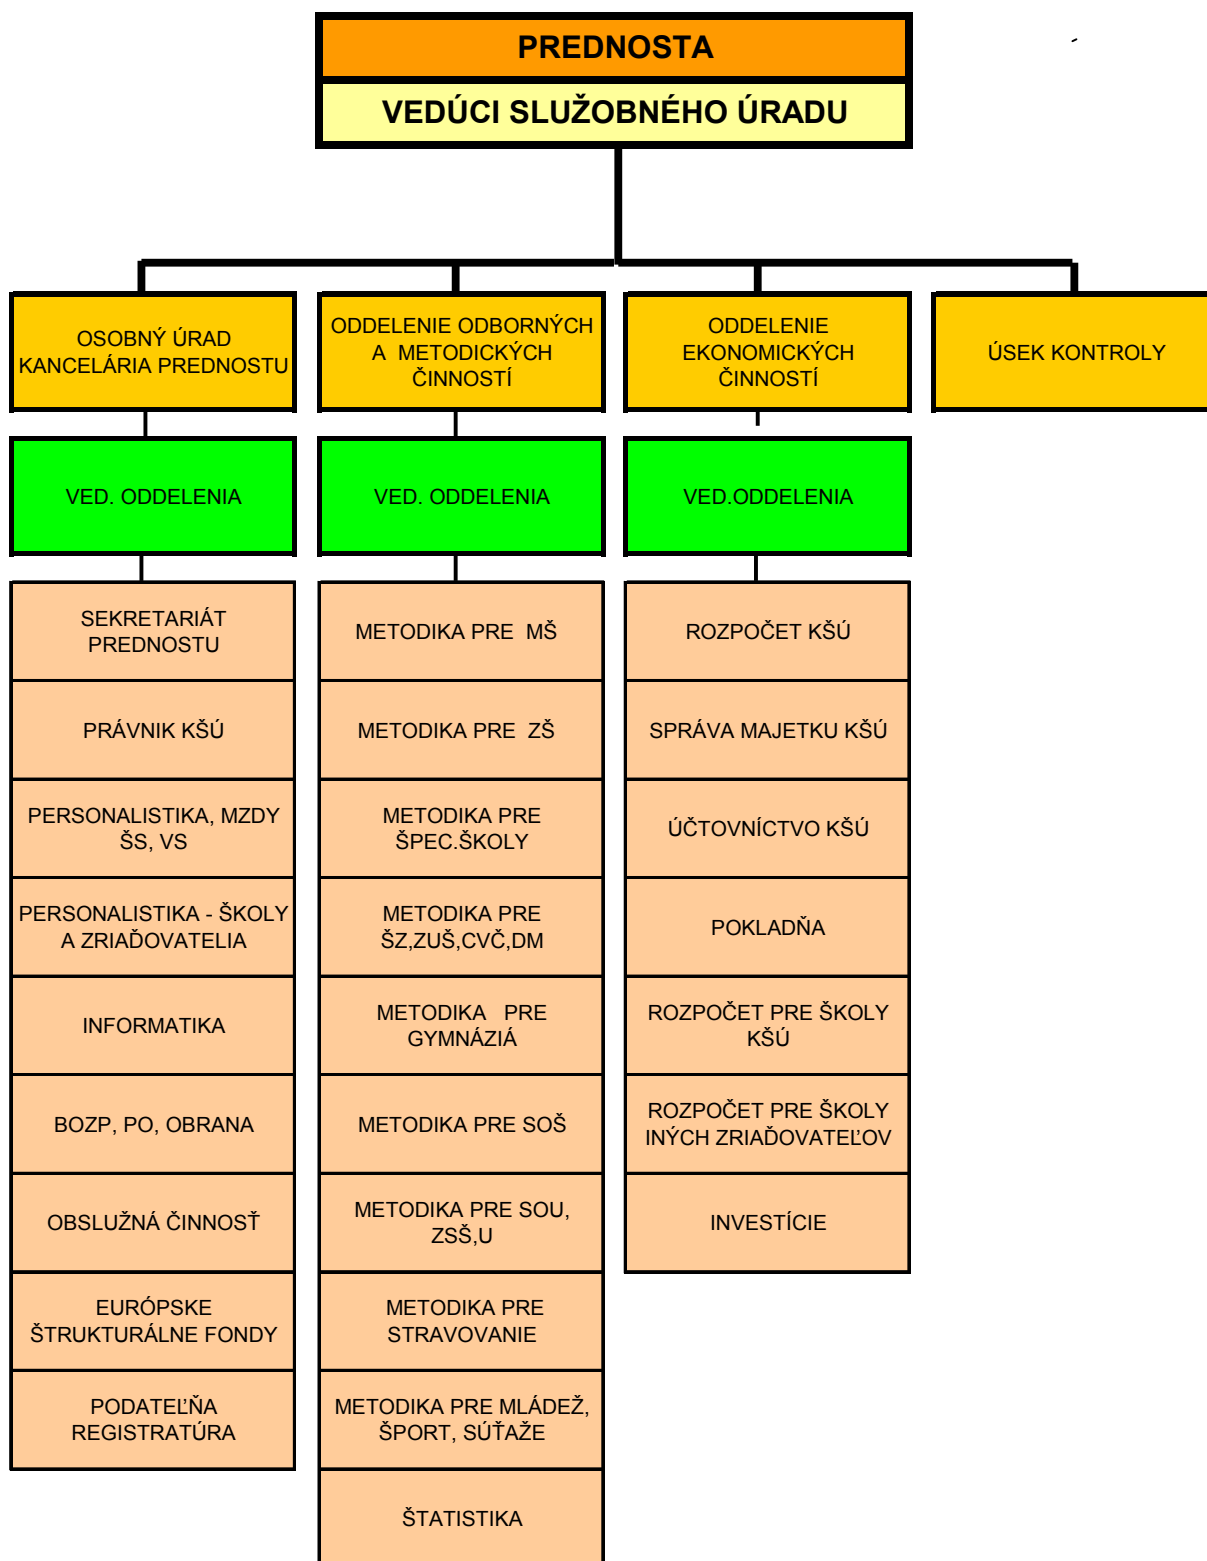 PREDNOSTA
VEDÚCI SLUŽOBNÉHO ÚRADU
OSOBNÝ ÚRAD
KANCELÁRIA PREDNOSTU
ODDELENIE ODBORNÝCH
A METODICKÝCH
ČINNOSTÍ
ODDELENIE
EKONOMICKÝCH
ČINNOSTÍ
ÚSEK KONTROLY
VED. ODDELENIA
VED. ODDELENIA
VED.ODDELENIA
SEKRETARIÁT
PREDNOSTU
PRÁVNIK KŠÚ
PERSONALISTIKA, MZDY
ŠS, VS
PERSONALISTIKA - ŠKOLY
A ZRIAĎOVATELIA
INFORMATIKA
BOZP, PO, OBRANA
OBSLUŽNÁ ČINNOSŤ
EURÓPSKE
ŠTRUKTURÁLNE FONDY
PODATEĽŇA
REGISTRATÚRA
METODIKA PRE MŠ
METODIKA PRE ZŠ
METODIKA PRE
ŠPEC.ŠKOLY
METODIKA PRE
ŠZ,ZUŠ,CVČ,DM
METODIKA PRE
GYMNÁZIÁ
METODIKA PRE SOŠ
METODIKA PRE SOU,
ZSŠ,U
METODIKA PRE
STRAVOVANIE
METODIKA PRE MLÁDEŽ,
ŠPORT, SÚŤAŽE
ŠTATISTIKA
ROZPOČET KŠÚ
SPRÁVA MAJETKU KŠÚ
ÚČTOVNÍCTVO KŠÚ
POKLADŇA
ROZPOČET PRE ŠKOLY
KŠÚ
ROZPOČET PRE ŠKOLY
INÝCH ZRIAĎOVATEĽOV
INVESTÍCIE